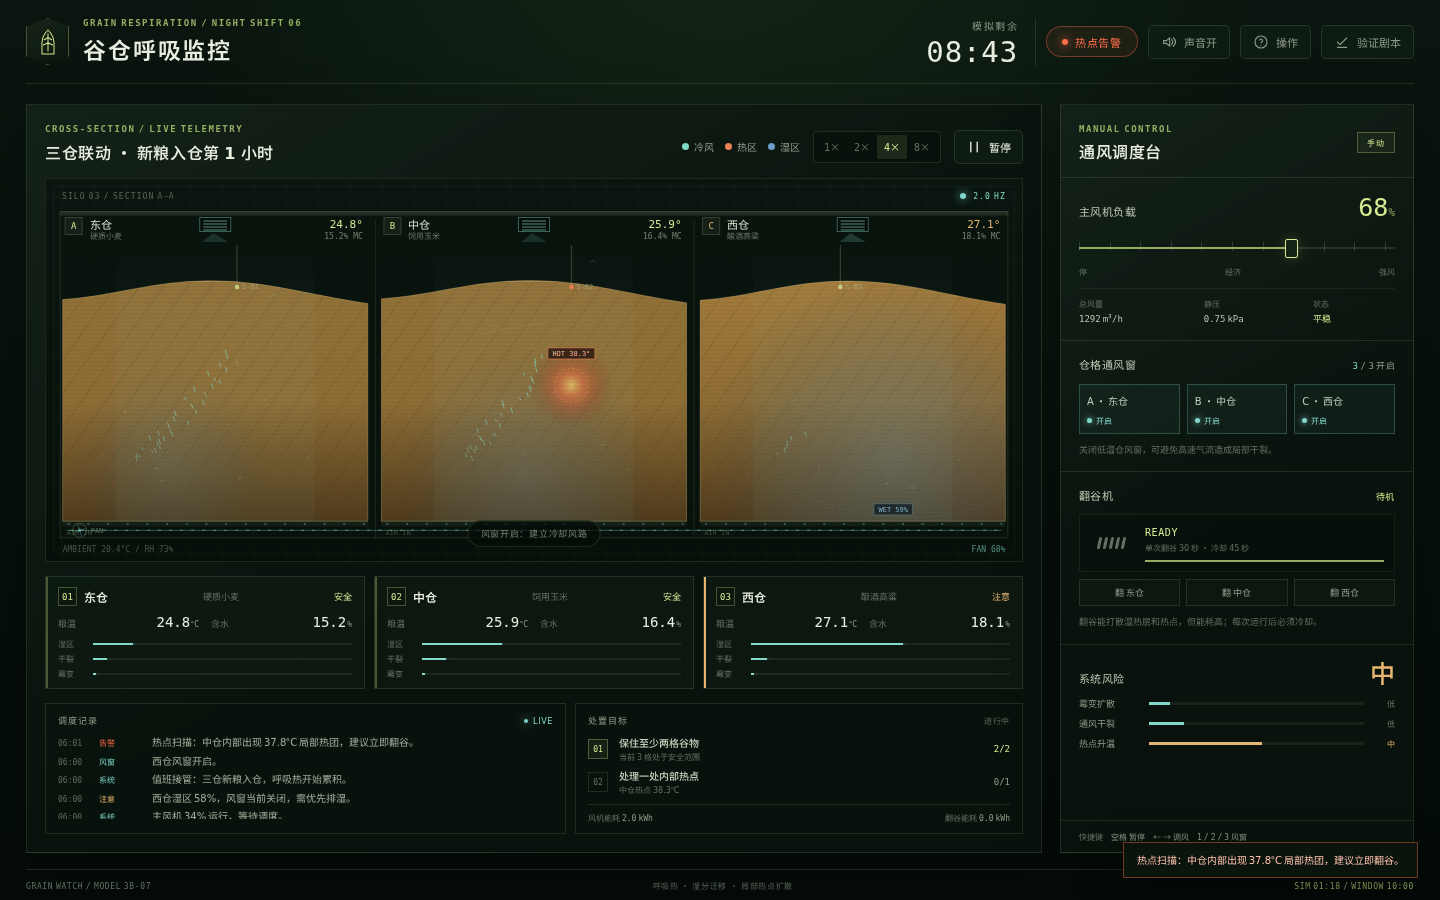 GRAIN RESPIRATION / NIGHT SHIFT 06
谷仓呼吸监控
模拟剩余
08:43
热点告警
声音开
操作
验证剧本
CROSS-SECTION / LIVE TELEMETRY
三仓联动 · 新粮入仓第 1 小时
冷风
热区
湿区
1×
2×
4×
8×
暂停
SILO 03 / SECTION A-A
2.0 HZ
A
东仓
硬质小麦
24.8°
15.2% MC
B
中仓
饲用玉米
25.9°
16.4% MC
C
西仓
酿酒高粱
27.1°
18.1% MC
S-02
S-03
HOT 38.3°
WET 59%
FAN
AIR IN
AIR IN
风窗开启：建立冷却风路
AMBIENT 20.4°C / RH 73%
FAN 68%
01
东仓
硬质小麦
安全
粮温
24.8°C
含水
15.2%
湿区
干裂
霉变
02
中仓
饲用玉米
安全
粮温
25.9°C
含水
16.4%
湿区
干裂
霉变
03
西仓
酿酒高粱
注意
粮温
27.1°C
含水
18.1%
湿区
干裂
霉变
调度记录
LIVE
06:01 告警 热点扫描：中仓内部出现 37.8°C 局部热团，建议立即翻谷。
06:00 风窗 西仓风窗开启。
06:00 系统 值班接管：三仓新粮入仓，呼吸热开始累积。
06:00 注意 西仓湿区 58%，风窗当前关闭，需优先排湿。
06:00 系统 主风机 34% 运行，等待调度。
处置目标
进行中
01
保住至少两格谷物
当前 3 格处于安全范围
2/2
02
处理一处内部热点
中仓热点 38.3°C
0/1
风机能耗 2.0 kWh
翻谷能耗 0.0 kWh
MANUAL CONTROL
通风调度台
手动
主风机负载
68%
停
经济
强风
总风量
1292 m³/h
静压
0.75 kPa
状态
平稳
仓格通风窗
3 / 3 开启
A · 东仓
开启
B · 中仓
开启
C · 西仓
开启
关闭低湿仓风窗，可避免高速气流造成局部干裂。
翻谷机
待机
READY
单次翻谷 30 秒 · 冷却 45 秒
翻 东仓
翻 中仓
翻 西仓
翻谷能打散湿热层和热点，但能耗高；每次运行后必须冷却。
系统风险
中
霉变扩散
低
通风干裂
低
热点升温
中
快捷键 空格 暂停 ←→ 调风 1 / 2 / 3 风窗
热点扫描：中仓内部出现 37.8°C 局部热团，建议立即翻谷。
GRAIN WATCH / MODEL 3B-07
呼吸热 · 湿分迁移 · 局部热点扩散
SIM 01:18 / WINDOW 10:00